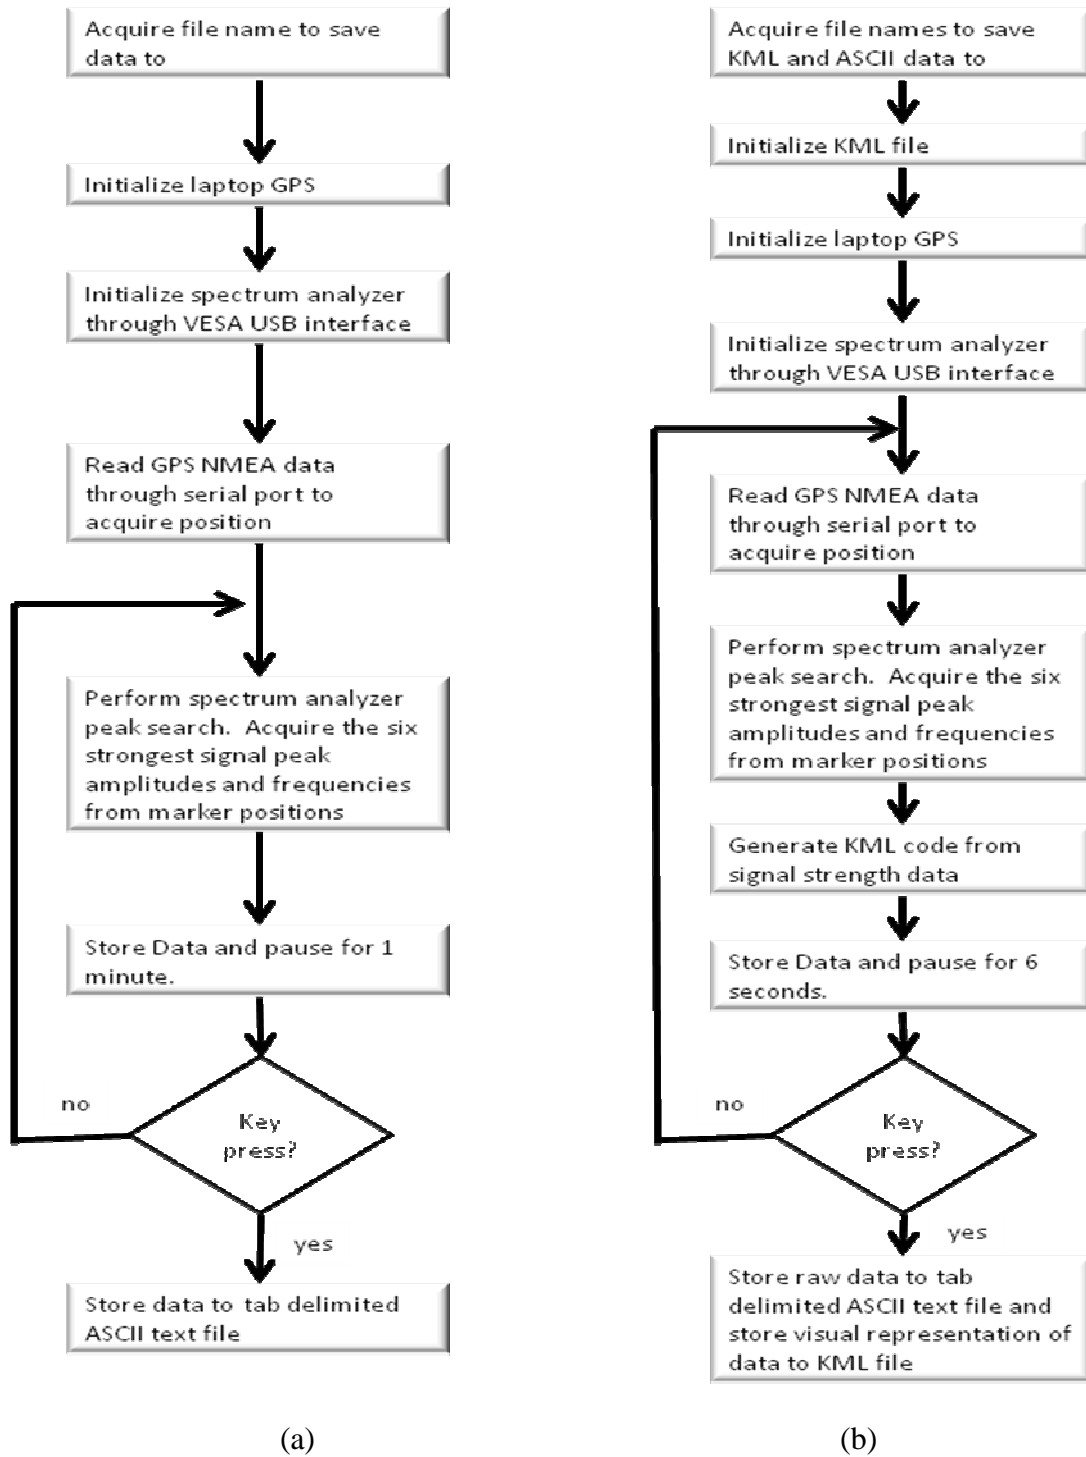 Acquire file name to save
data to
Initialize laptop GPS
Initialize spectrum analyzer
through VESA USB interface
Read GPS NMEA data
through serial port to
acquire position
Perform spectrum analyzer
peak search. Acquire the six
strongest signal peak
amplitudes and frequencies
from marker positions
Store Data and pause for 1
minute.
no
Key
press?
yes
Store data to tab delimited
ASCII text file
(a)
Acquire file names to save
KML and ASCII data to
Initialize KML file
Initialize laptop GPS
Initialize spectrum analyzer
through VESA USB interface
Read GPS NMEA data
through serial port to
acquire position
Perform spectrum analyzer
peak search. Acquire the six
strongest signal peak
amplitudes and frequencies
from marker positions
Generate KML code from
signal strength data
Store Data and pause for 6
seconds.
no
Key
press?
yes
Store raw data to tab
delimited ASCII text file and
store visual representation of
data to KML file
(b)